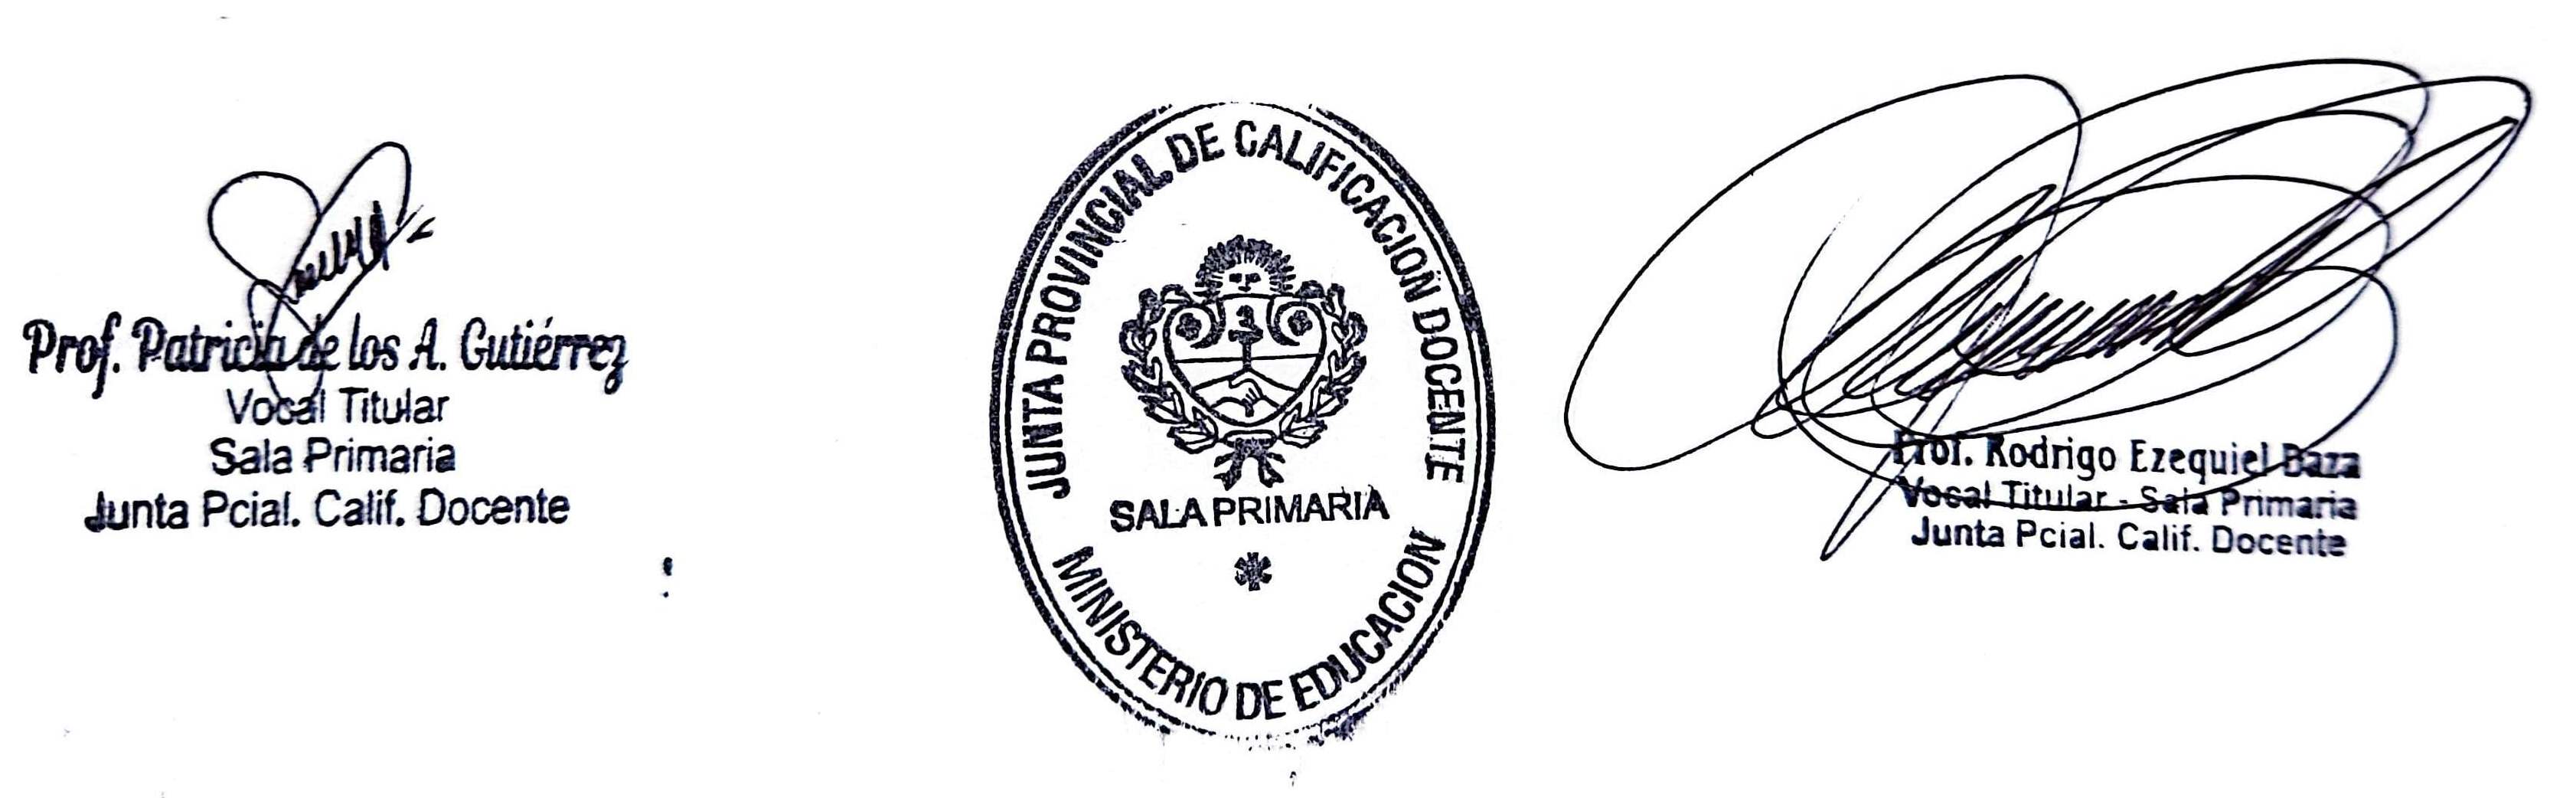 Prof. Patricia de los A. Gutiérrez
Vocal Titular
Sala Primaria
Junta Pcial. Calif. Docente
JUNTA PROVINCIAL DE CALIFICACION DOCENTE
SALA PRIMARIA
MINISTERIO DE EDUCACION
Prof. Rodrigo Ezequiel Baza
Vocal Titular - Sala Primaria
Junta Pcial. Calif. Docente